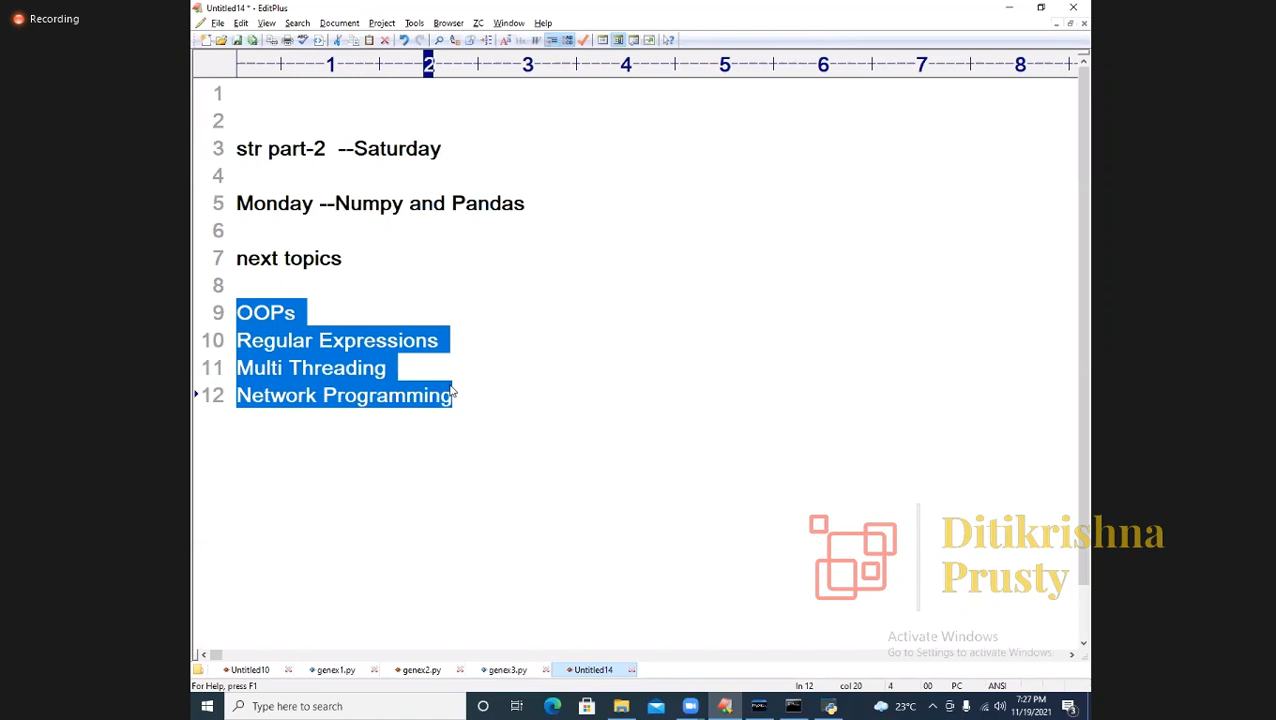 Recording
Untitled14 * - EditPlus
File Edit View Search Document Project Tools Browser ZC Window Help
1 2 3 4 5 6 7 8
1
2
3 str part-2 --Saturday
4
5 Monday --Numpy and Pandas
6
7 next topics
8
9 OOPs
10 Regular Expressions
11 Multi Threading
12 Network Programming
Ditikrishna
Prusty
Activate Windows
Go to Settings to activate Windows.
Untitled10 genex1.py genex2.py genex3.py Untitled14
For Help, press F1 ln 12 col 20 4 00 PC ANSI
Type here to search 23°C 7:27 PM
11/19/2021 3